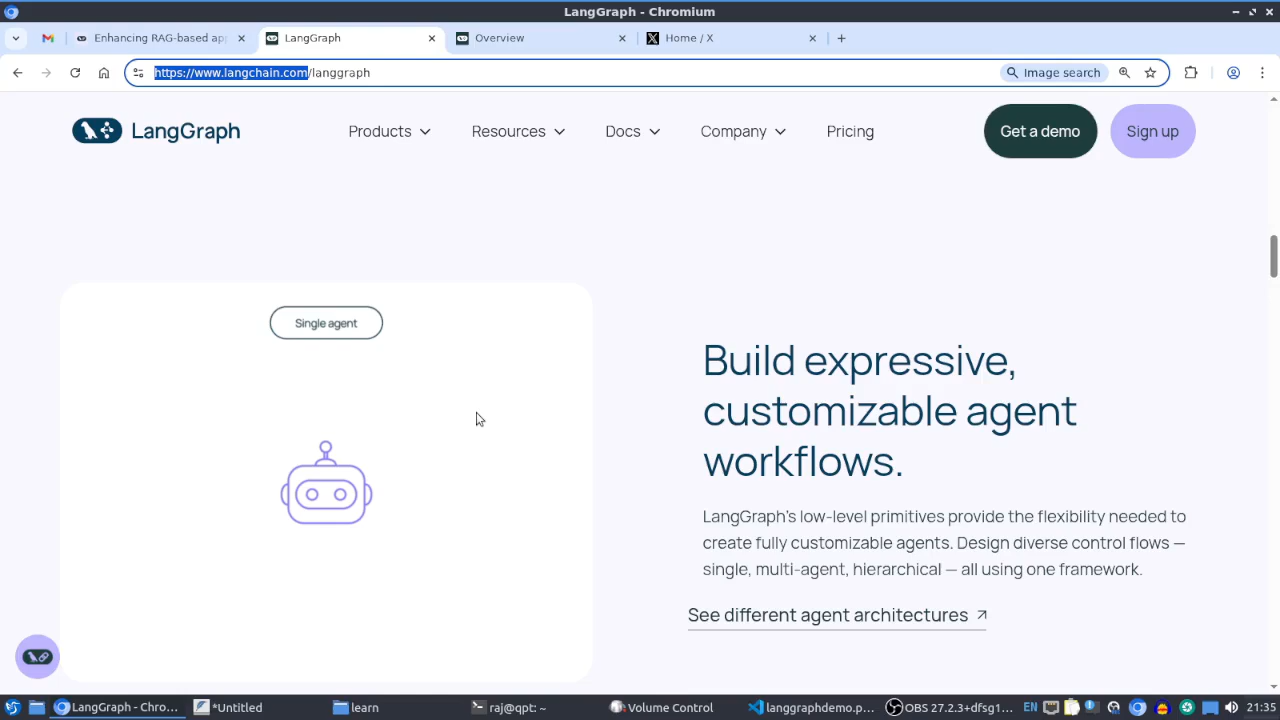 LangGraph - Chromium
Enhancing RAG-based ap
LangGraph
Overview
Home / X
https://www.langchain.com/langgraph
Image search
LangGraph
Products
Resources
Docs
Company
Pricing
Get a demo
Sign up
Single agent
Build expressive,
customizable agent
workflows.
LangGraph's low-level primitives provide the flexibility needed to
create fully customizable agents. Design diverse control flows —
single, multi-agent, hierarchical — all using one framework.
See different agent architectures
LangGraph - Chro...
*Untitled
learn
raj@qpt: ~
Volume Control
langgraphdemo.p...
OBS 27.2.3+dfsg1...
EN
21:35